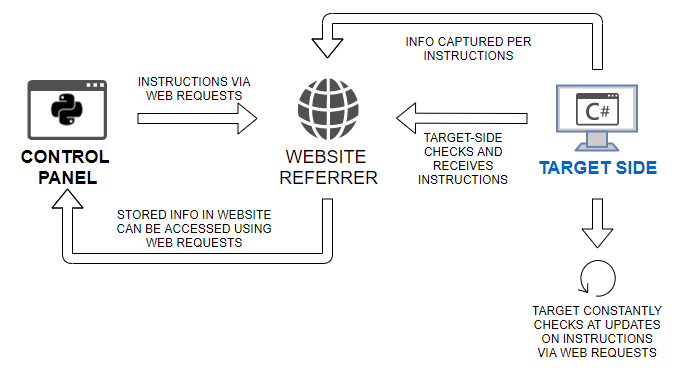 INFO CAPTURED PER
INSTRUCTIONS
INSTRUCTIONS VIA
WEB REQUESTS
C#
CONTROL
PANEL
WEBSITE
REFERRER
TARGET-SIDE
CHECKS AND
RECEIVES
INSTRUCTIONS
TARGET SIDE
STORED INFO IN WEBSITE
CAN BE ACCESSED USING
WEB REQUESTS
TARGET CONSTANTLY
CHECKS AT UPDATES
ON INSTRUCTIONS
VIA WEB REQUESTS